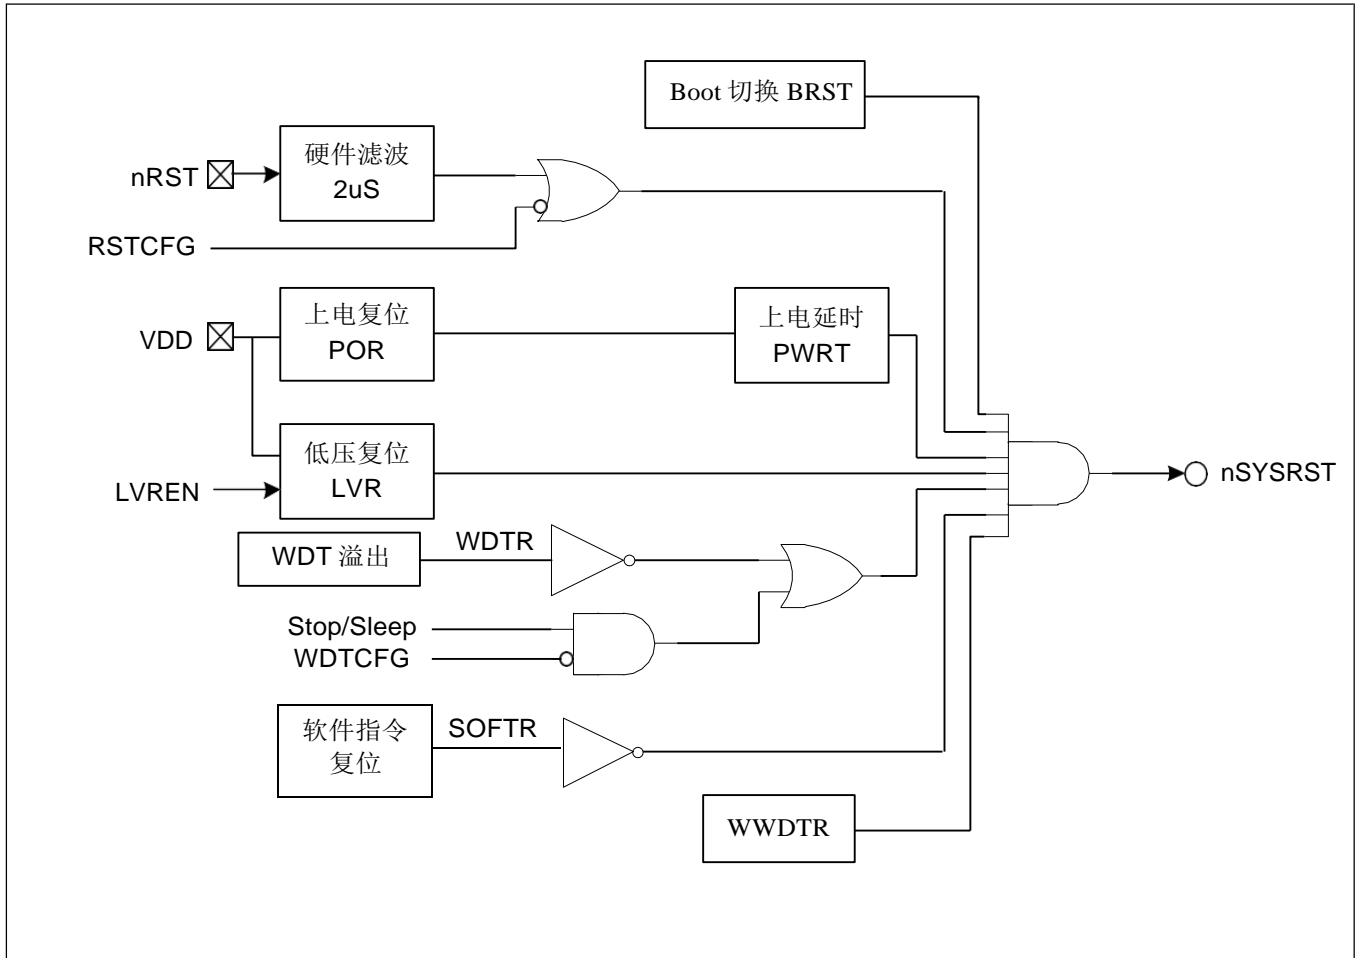 Boot 切换 BRST
nRST
硬件滤波
2uS
RSTCFG
VDD
上电复位
POR
上电延时
PWRT
低压复位
LVR
LVREN
nSYSRST
WDT 溢出
WDTR
Stop/Sleep
WDTCFG
软件指令
复位
SOFTR
WWDTR